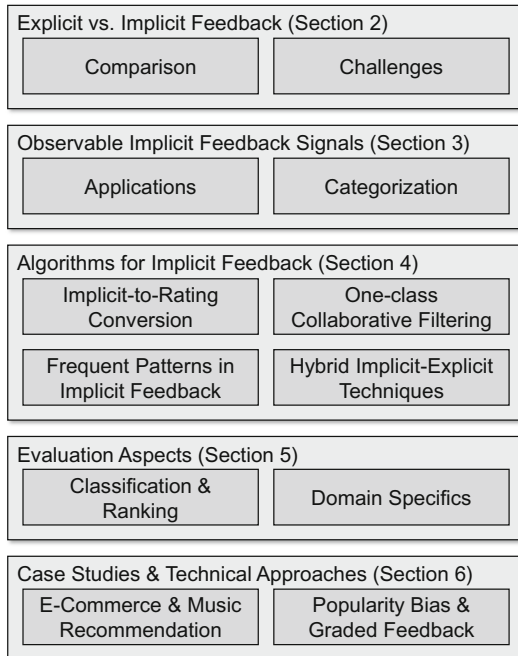 Explicit vs. Implicit Feedback (Section 2)
Comparison
Challenges
Observable Implicit Feedback Signals (Section 3)
Applications
Categorization
Algorithms for Implicit Feedback (Section 4)
Implicit-to-Rating
Conversion
One-class
Collaborative Filtering
Frequent Patterns in
Implicit Feedback
Hybrid Implicit-Explicit
Techniques
Evaluation Aspects (Section 5)
Classification &
Ranking
Domain Specifics
Case Studies & Technical Approaches (Section 6)
E-Commerce & Music
Recommendation
Popularity Bias &
Graded Feedback